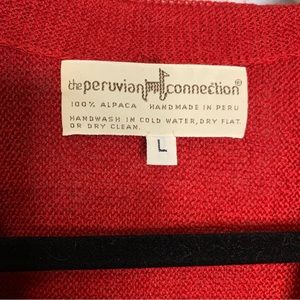 the peruvian connection®
100% ALPACA HANDMADE IN PERU
HANDWASH IN COLD WATER, DRY FLAT.
OR DRY CLEAN.
L